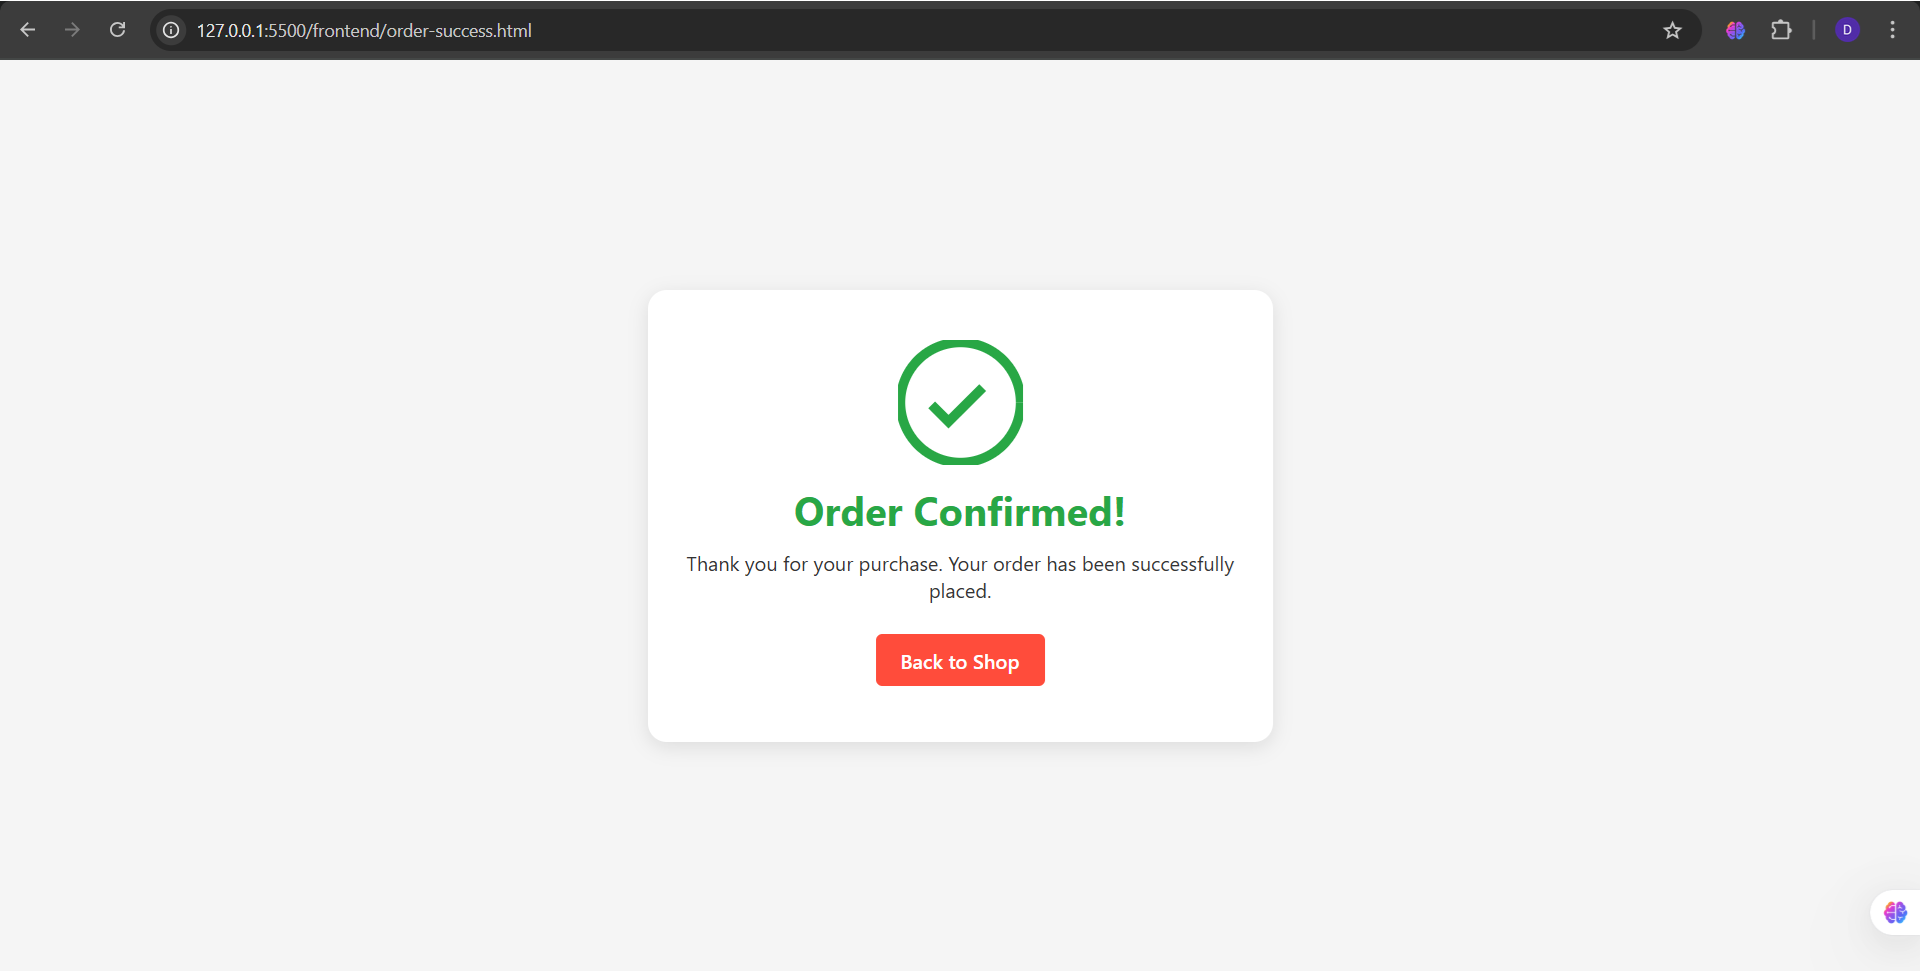 127.0.0.1:5500/frontend/order-success.html
D
Order Confirmed!
Thank you for your purchase. Your order has been successfully
placed.
Back to Shop